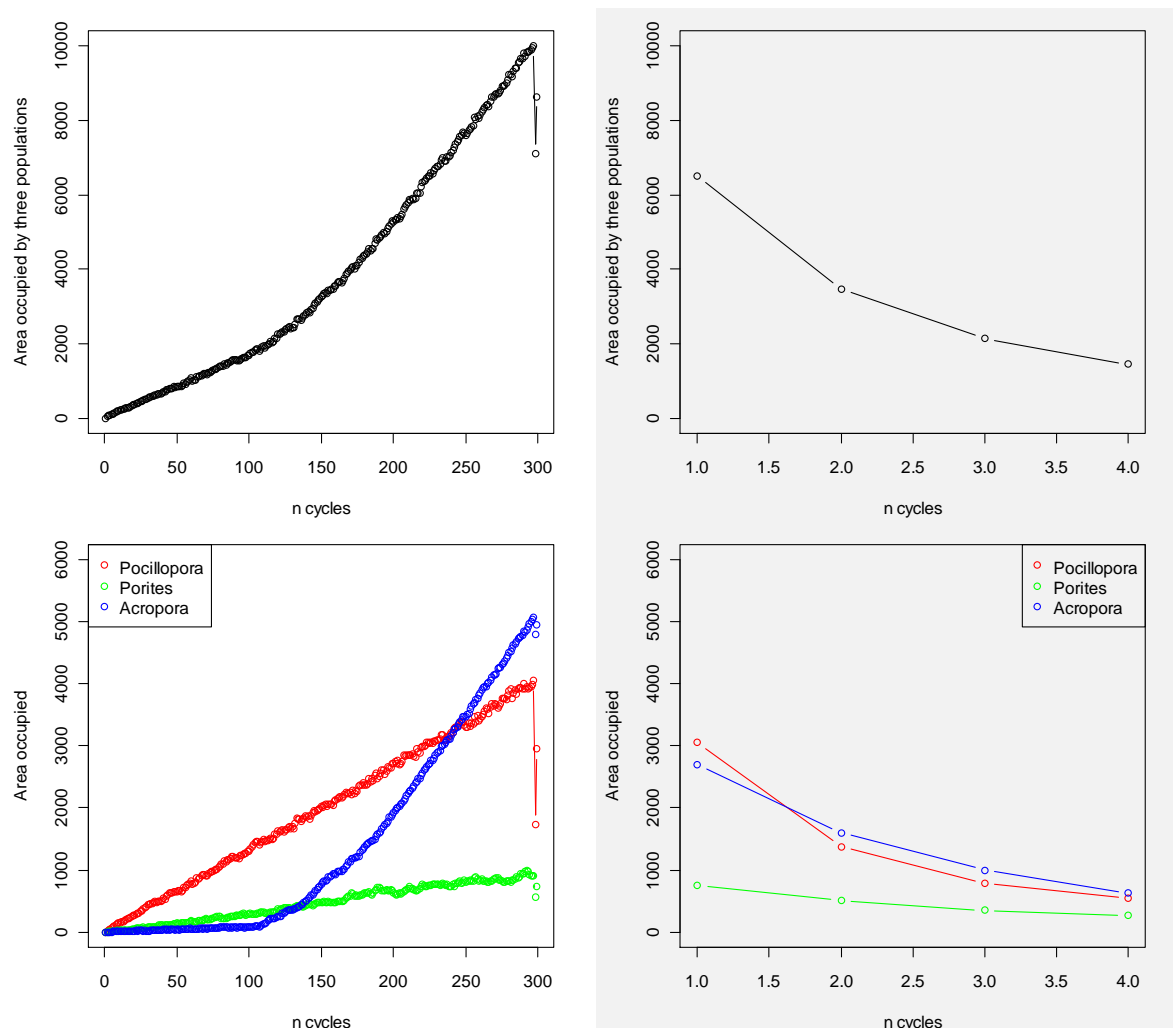 Area occupied by three populations
0 2000 4000 6000 8000 10000
0 50 100 150 200 250 300
n cycles
Area occupied by three populations
0 2000 4000 6000 8000 10000
1.0 1.5 2.0 2.5 3.0 3.5 4.0
n cycles
Area occupied
0 1000 2000 3000 4000 5000 6000
Pocillopora
Porites
Acropora
0 50 100 150 200 250 300
n cycles
Area occupied
0 1000 2000 3000 4000 5000 6000
Pocillopora
Porites
Acropora
1.0 1.5 2.0 2.5 3.0 3.5 4.0
n cycles